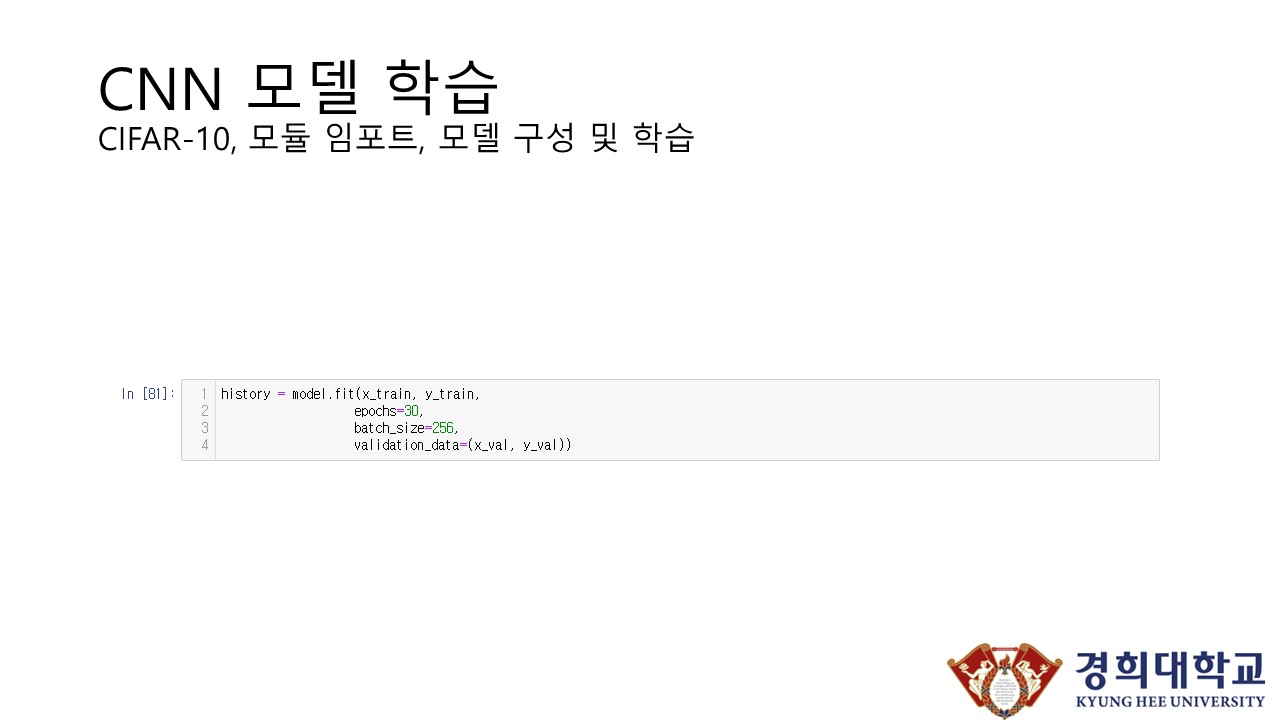 CNN 모델 학습
CIFAR-10, 모듈 임포트, 모델 구성 및 학습
In [81]:
1 history = model.fit(x_train, y_train,
2 epochs=30,
3 batch_size=256,
4 validation_data=(x_val, y_val))
경희대학교
KYUNG HEE UNIVERSITY